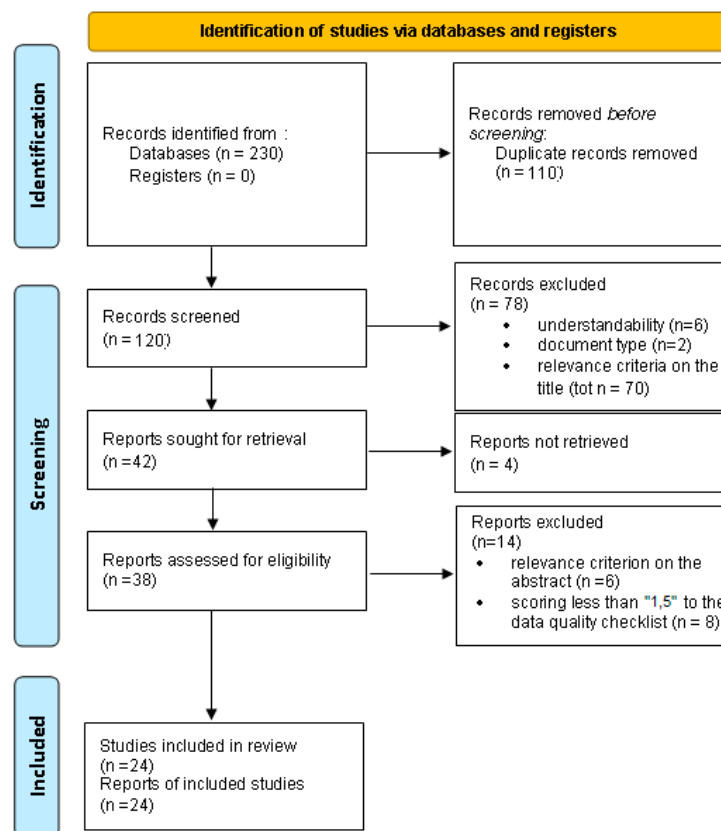 Identification of studies via databases and registers
Identification
Records identified from :
Databases (n = 230)
Registers (n = 0)
Records removed before
screening:
Duplicate records removed
(n = 110)
Screening
Records screened
(n = 120)
Records excluded
(n = 78)
• understandability (n=6)
• document type (n=2)
• relevance criteria on the
title (tot n = 70)
Reports sought for retrieval
(n =42)
Reports not retrieved
(n = 4)
Reports assessed for eligibility
(n =38)
Reports excluded
(n=14)
• relevance criterion on the
abstract (n =6)
• scoring less than "1,5" to the
data quality checklist (n = 8)
Included
Studies included in review
(n =24)
Reports of included studies
(n =24)